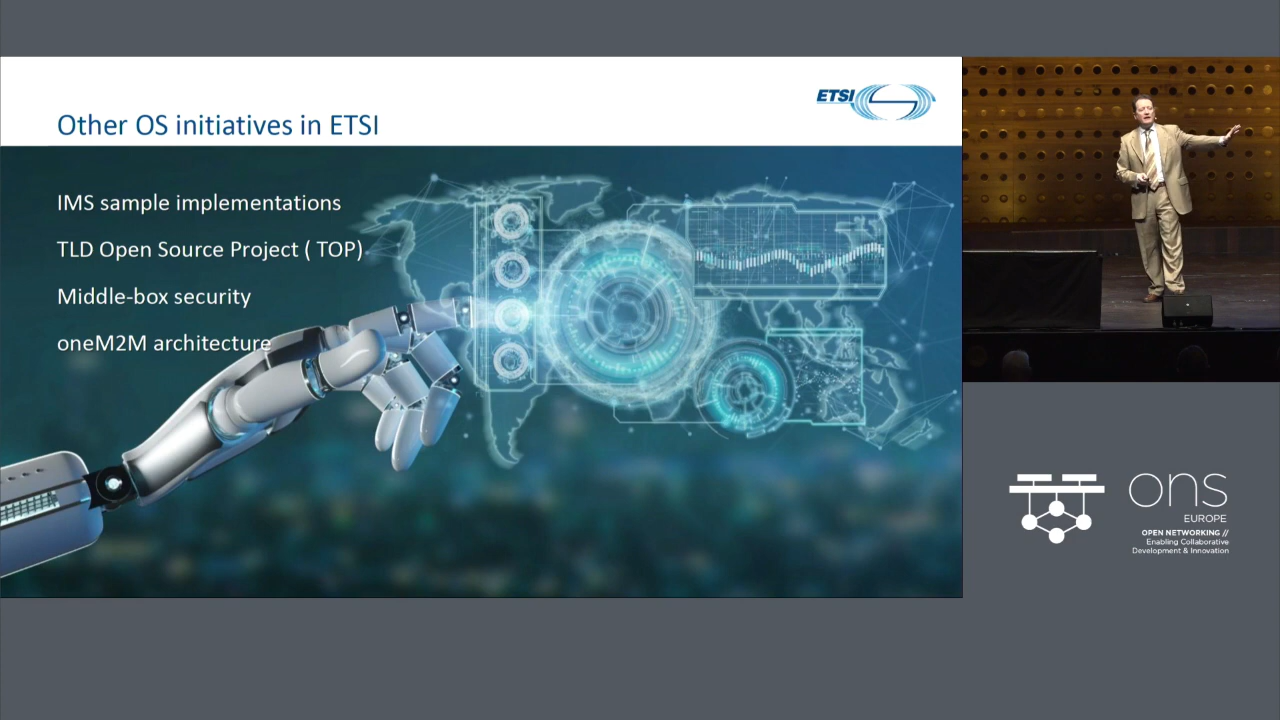 Other OS initiatives in ETSI
ETSI
IMS sample implementations
TLD Open Source Project ( TOP)
Middle-box security
oneM2M architecture
ons
EUROPE
OPEN NETWORKING //
Enabling Collaborative
Development & Innovation